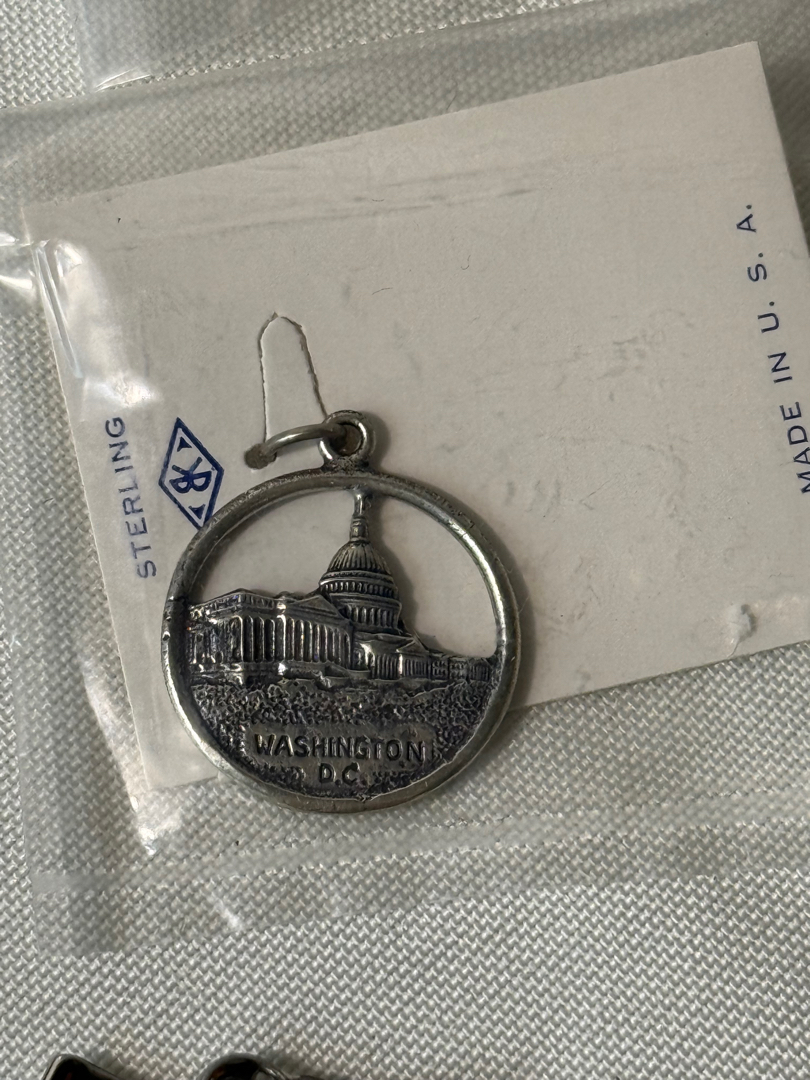 STERLING
MADE IN U. S. A.
WASHINGTON
D.C.